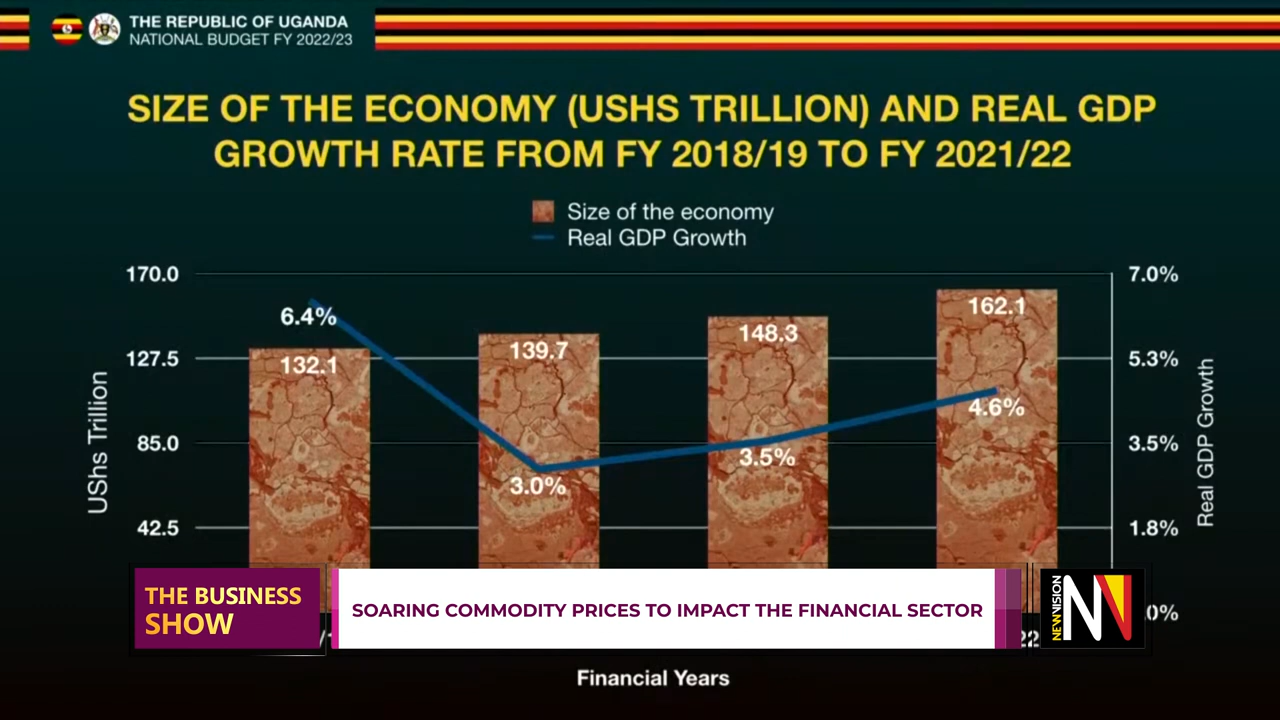 THE REPUBLIC OF UGANDA
NATIONAL BUDGET FY 2022/23
SIZE OF THE ECONOMY (USHS TRILLION) AND REAL GDP
GROWTH RATE FROM FY 2018/19 TO FY 2021/22
Size of the economy
Real GDP Growth
170.0
7.0%
6.4%
132.1
139.7
148.3
162.1
127.5
5.3%
4.6%
85.0
3.5%
3.5%
3.0%
42.5
1.8%
UShs Trillion
Real GDP Growth
THE BUSINESS
SHOW
SOARING COMMODITY PRICES TO IMPACT THE FINANCIAL SECTOR
NEWVISION
N
Financial Years